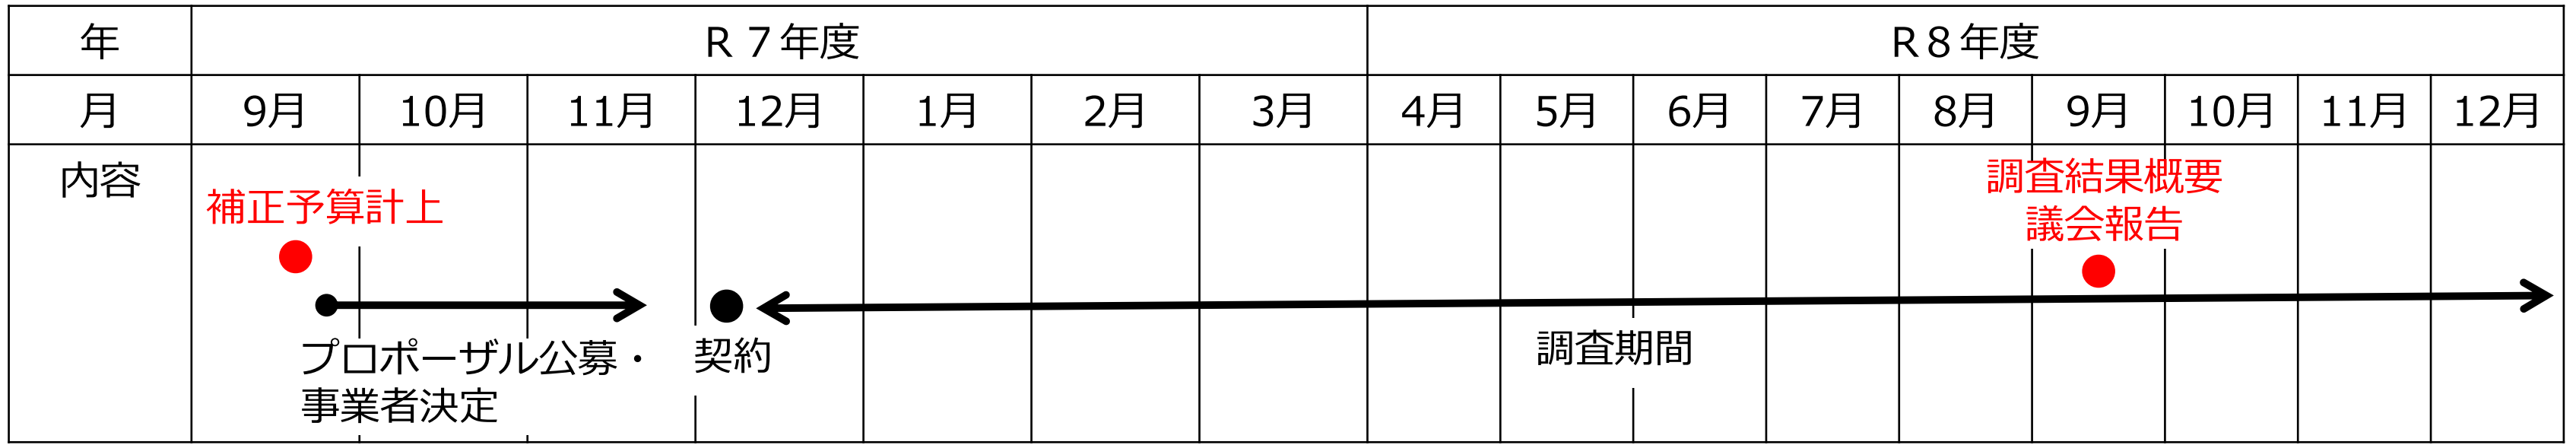 年 R７年度 R８年度
月 9月 10月 11月 12月 1月 2月 3月 4月 5月 6月 7月 8月 9月 10月 11月 12月
内容
補正予算計上
調査結果概要
議会報告
プロポーザル公募・
事業者決定
契約
調査期間